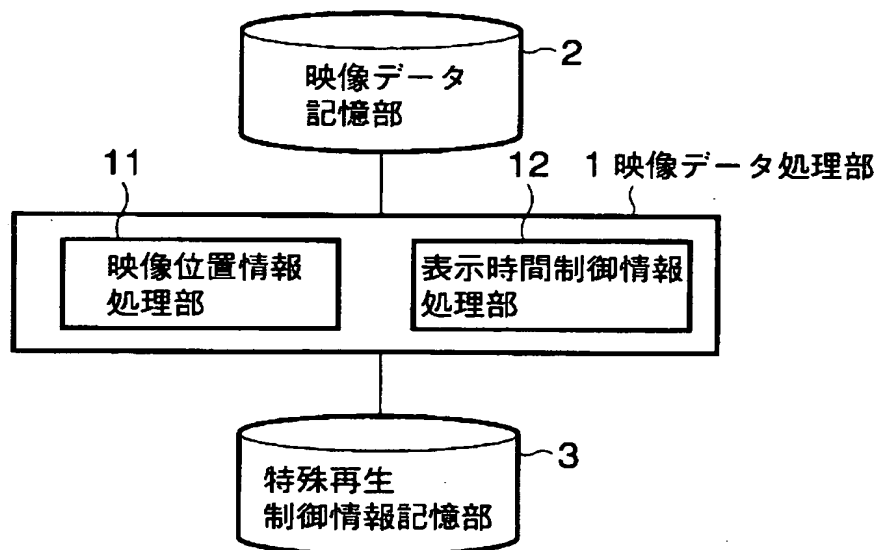 2
映像データ
記憶部
11
12
1 映像データ処理部
映像位置情報
処理部
表示時間制御情報
処理部
3
特殊再生
制御情報記憶部